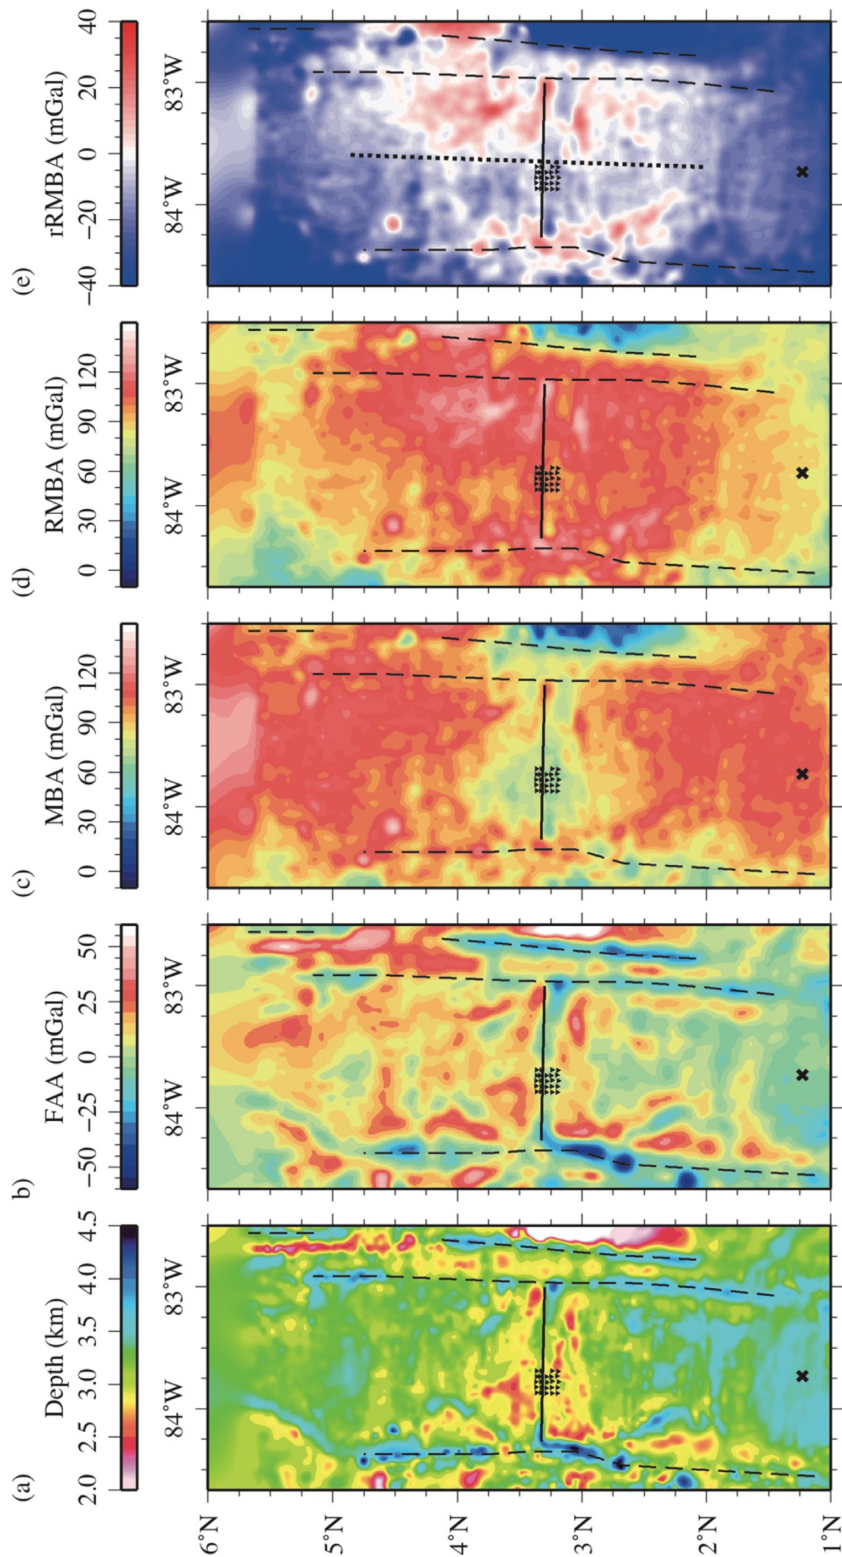 (a)
Depth (km)
2.0 2.5 3.0 3.5 4.0 4.5
84°W 83°W
b)
FAA (mGal)
−50 −25 0 25 50
84°W 83°W
(c)
MBA (mGal)
0 30 60 90 120
84°W 83°W
(d)
RMBA (mGal)
0 30 60 90 120
84°W 83°W
(e)
rRMBA (mGal)
−40 −20 0 20 40
84°W 83°W
6°N
5°N
4°N
3°N
2°N
1°N